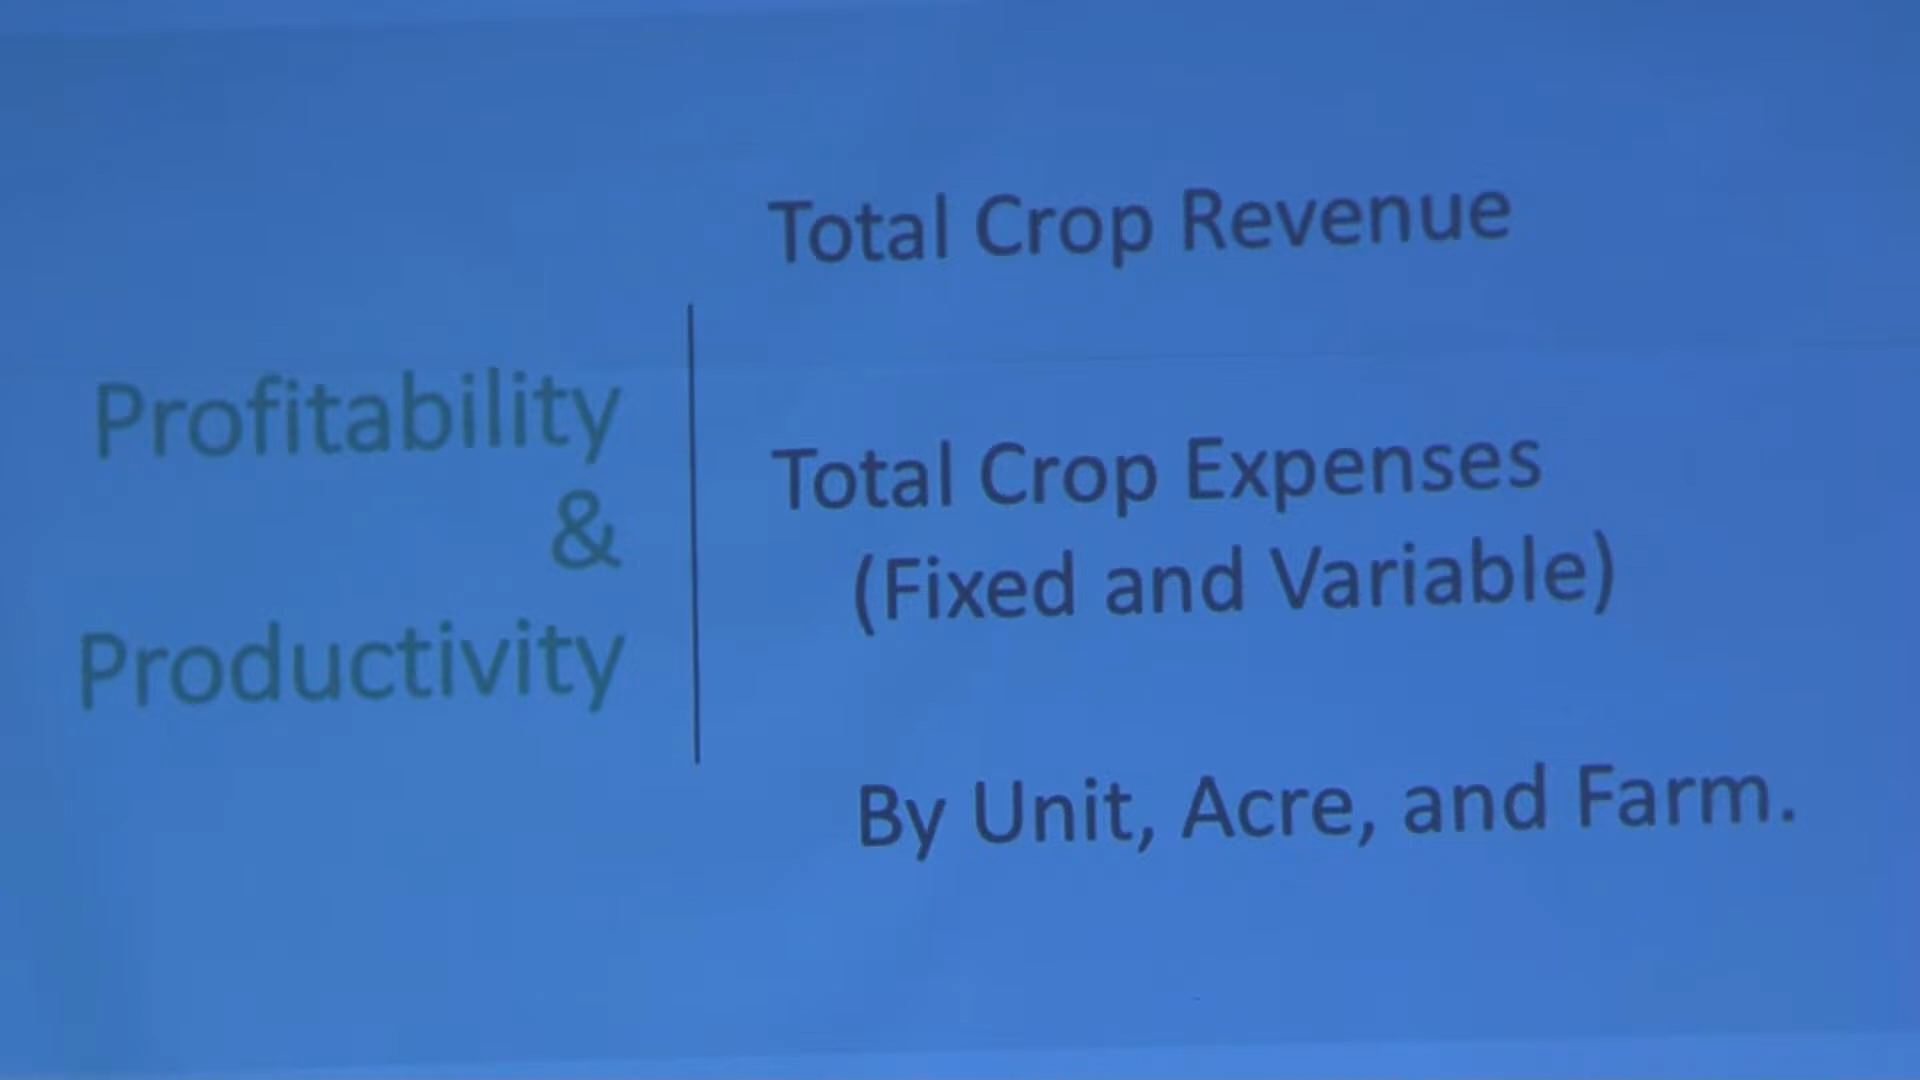 Profitability
&
Productivity
Total Crop Revenue
Total Crop Expenses
(Fixed and Variable)
By Unit, Acre, and Farm.